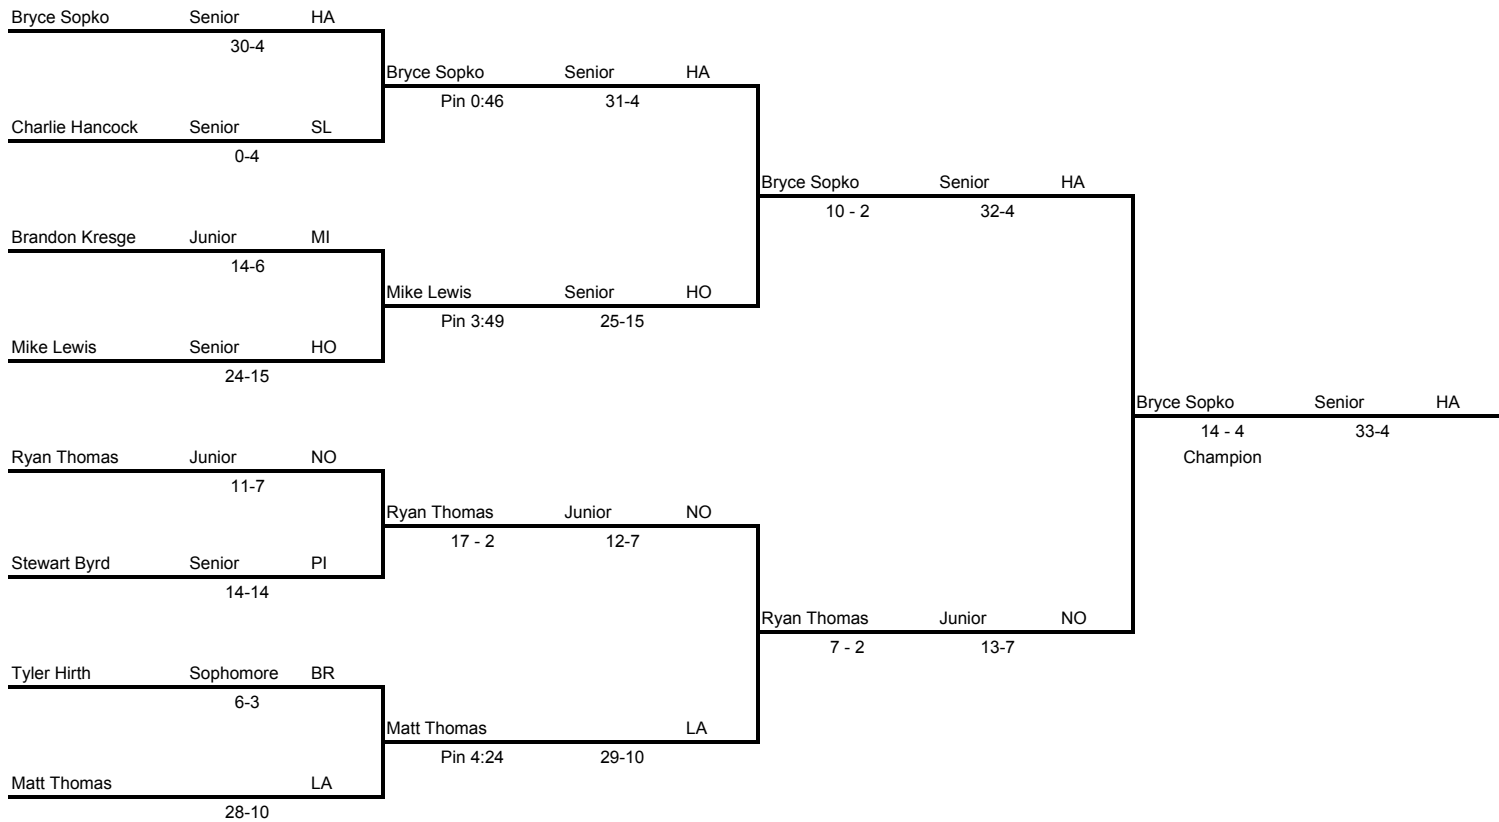 Bryce Sopko Senior HA
30-4
Bryce Sopko Senior HA
Pin 0:46 31-4
Charlie Hancock Senior SL
0-4
Bryce Sopko Senior HA
10 - 2 32-4
Brandon Kresge Junior MI
14-6
Mike Lewis Senior HO
Pin 3:49 25-15
Mike Lewis Senior HO
24-15
Bryce Sopko Senior HA
14 - 4 33-4
Champion
Ryan Thomas Junior NO
11-7
Ryan Thomas Junior NO
17 - 2 12-7
Stewart Byrd Senior PI
14-14
Ryan Thomas Junior NO
7 - 2 13-7
Tyler Hirth Sophomore BR
6-3
Matt Thomas LA
Pin 4:24 29-10
Matt Thomas LA
28-10